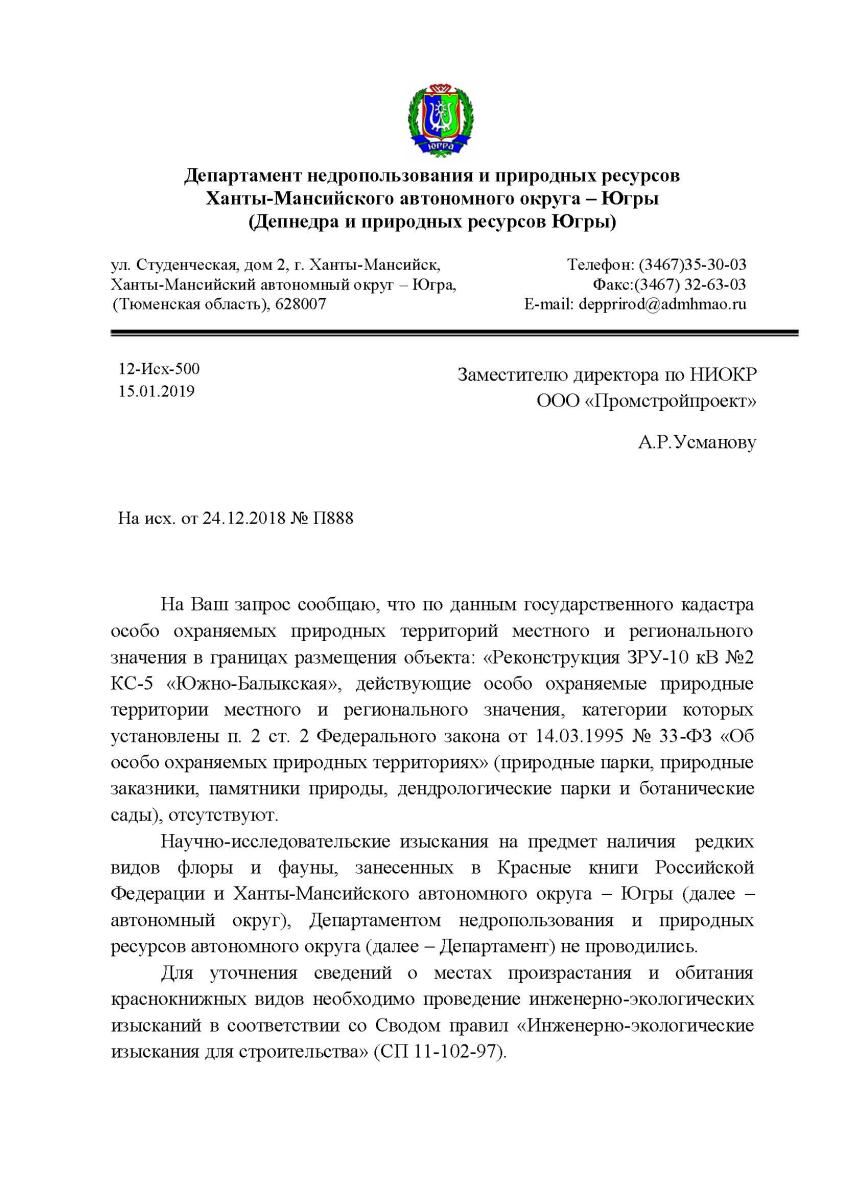 ЮГРА
Департамент недропользования и природных ресурсов
Ханты-Мансийского автономного округа – Югры
(Депнедра и природных ресурсов Югры)
ул. Студенческая, дом 2, г. Ханты-Мансийск,
Ханты-Мансийский автономный округ – Югра,
(Тюменская область), 628007
Телефон: (3467)35-30-03
Факс:(3467) 32-63-03
E-mail: depprirod@admhmao.ru
12-Исх-500
15.01.2019
Заместителю директора по НИОКР
ООО «Промстройпроект»
А.Р.Усманову
На исх. от 24.12.2018 № П888
На Ваш запрос сообщаю, что по данным государственного кадастра
особо охраняемых природных территорий местного и регионального
значения в границах размещения объекта: «Реконструкция ЗРУ-10 кВ №2
КС-5 «Южно-Балыкская», действующие особо охраняемые природные
территории местного и регионального значения, категории которых
установлены п. 2 ст. 2 Федерального закона от 14.03.1995 № 33-ФЗ «Об
особо охраняемых природных территориях» (природные парки, природные
заказники, памятники природы, дендрологические парки и ботанические
сады), отсутствуют.
Научно-исследовательские изыскания на предмет наличия редких
видов флоры и фауны, занесенных в Красные книги Российской
Федерации и Ханты-Мансийского автономного округа – Югры (далее –
автономный округ), Департаментом недропользования и природных
ресурсов автономного округа (далее – Департамент) не проводились.
Для уточнения сведений о местах произрастания и обитания
краснокнижных видов необходимо проведение инженерно-экологических
изысканий в соответствии со Сводом правил «Инженерно-экологические
изыскания для строительства» (СП 11-102-97).